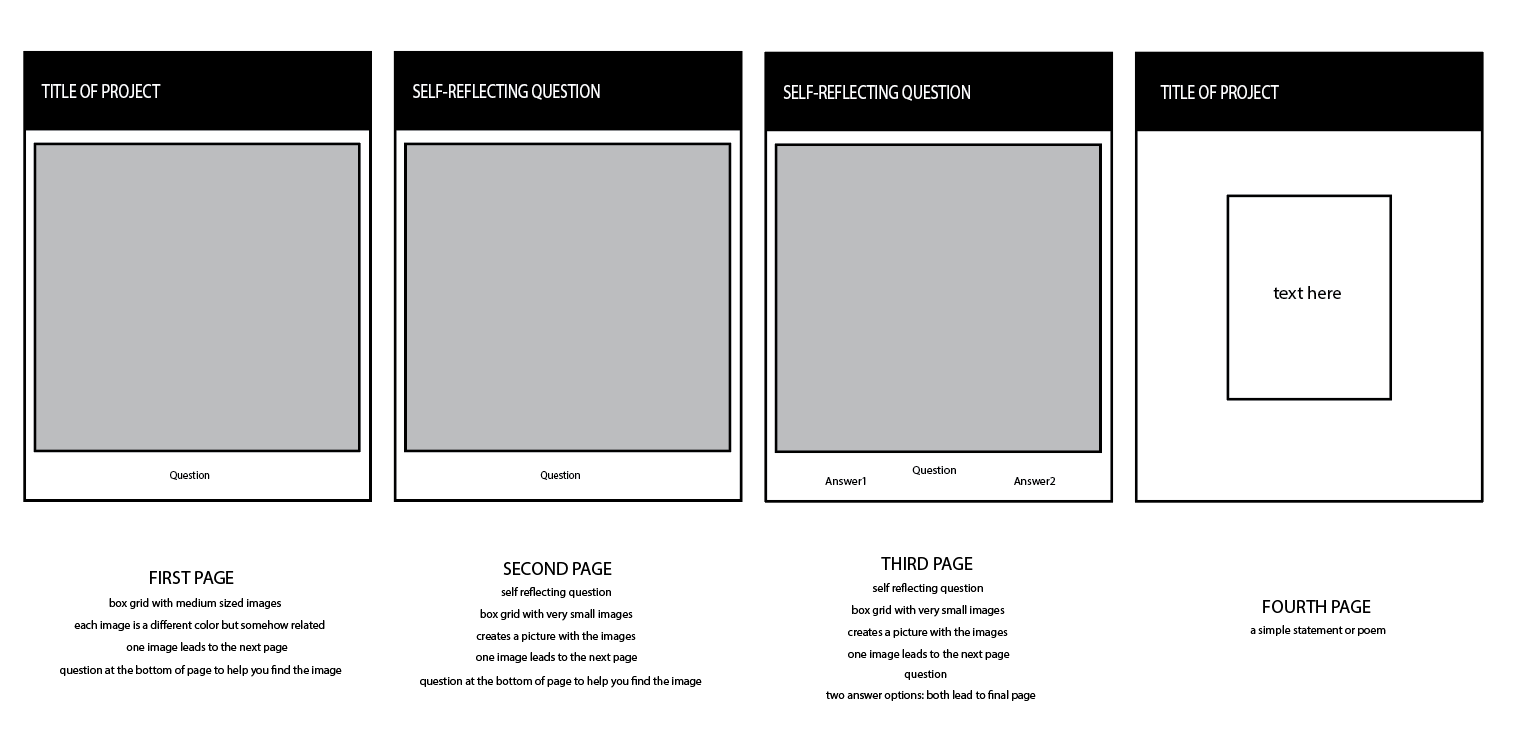 TITLE OF PROJECT
Question
FIRST PAGE
box grid with medium sized images
each image is a different color but somehow related
one image leads to the next page
question at the bottom of page to help you find the image
SELF-REFLECTING QUESTION
Question
SECOND PAGE
self reflecting question
box grid with very small images
creates a picture with the images
one image leads to the next page
question at the bottom of page to help you find the image
SELF-REFLECTING QUESTION
Question
Answer1
Answer2
THIRD PAGE
self reflecting question
box grid with very small images
creates a picture with the images
one image leads to the next page
question
two answer options: both lead to final page
TITLE OF PROJECT
text here
FOURTH PAGE
a simple statement or poem